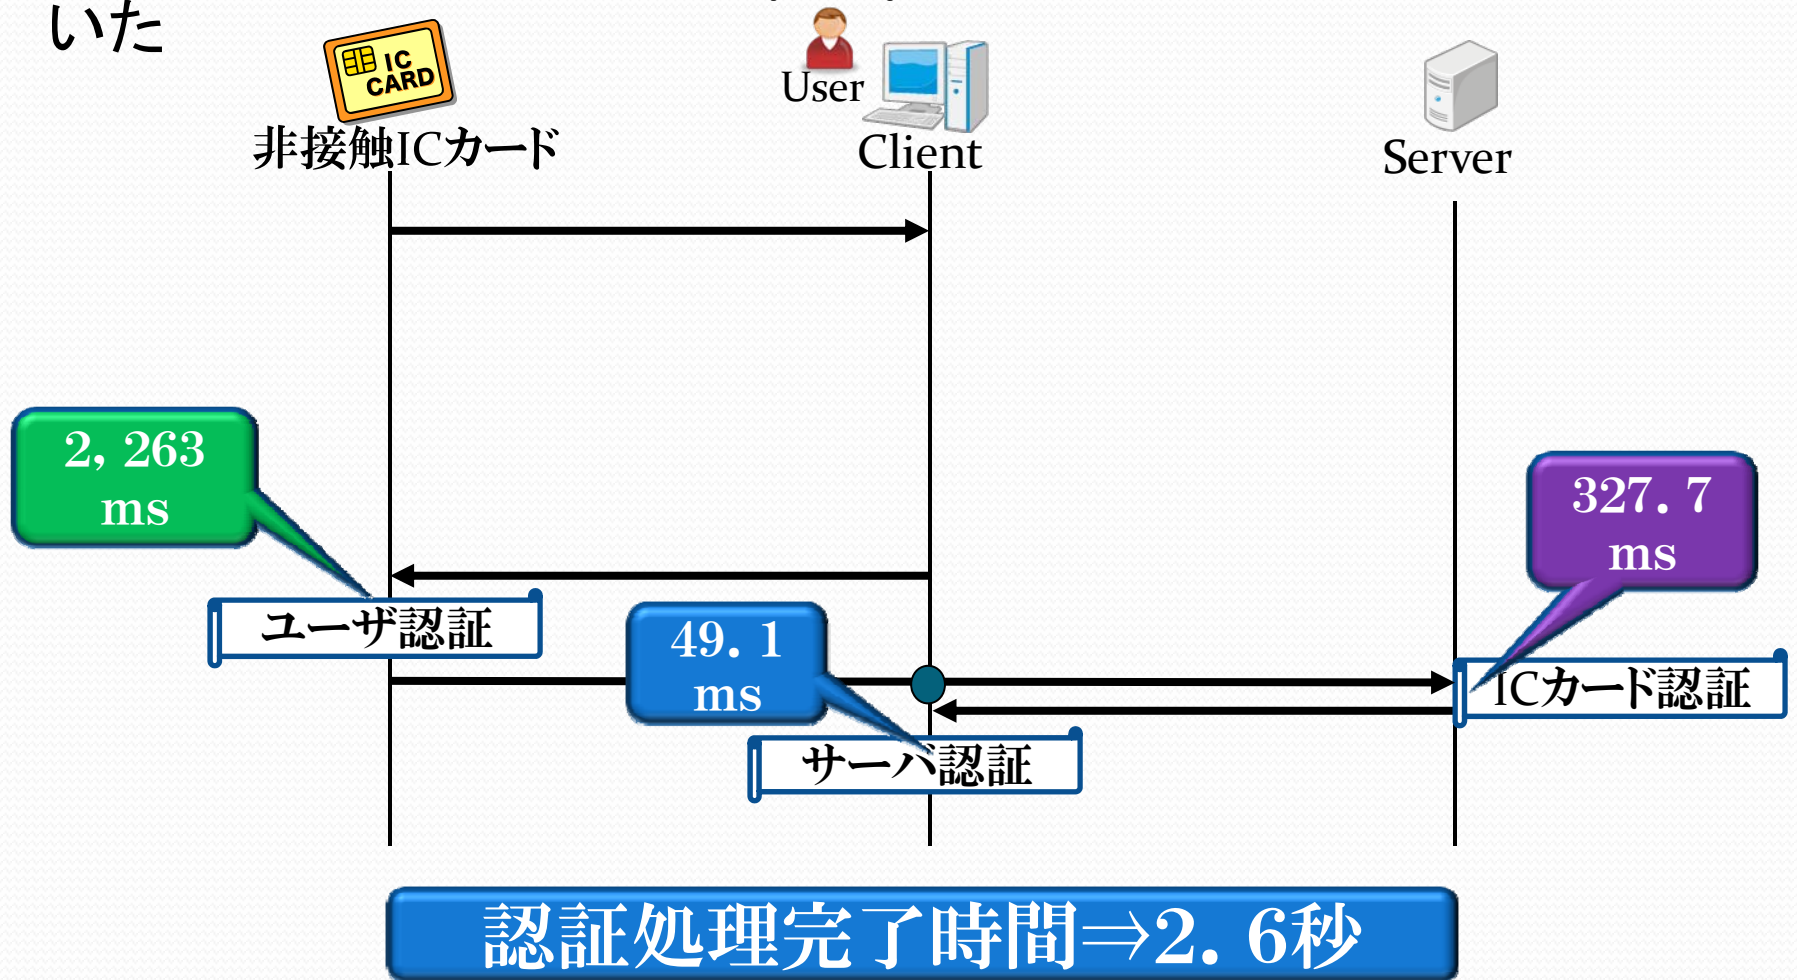 いた
IC
CARD
非接触ICカード
User
Client
Server
2, 263
ms
327. 7
ms
ユーザ認証
49. 1
ms
ICカード認証
サーバ認証
認証処理完了時間⇒2. 6秒